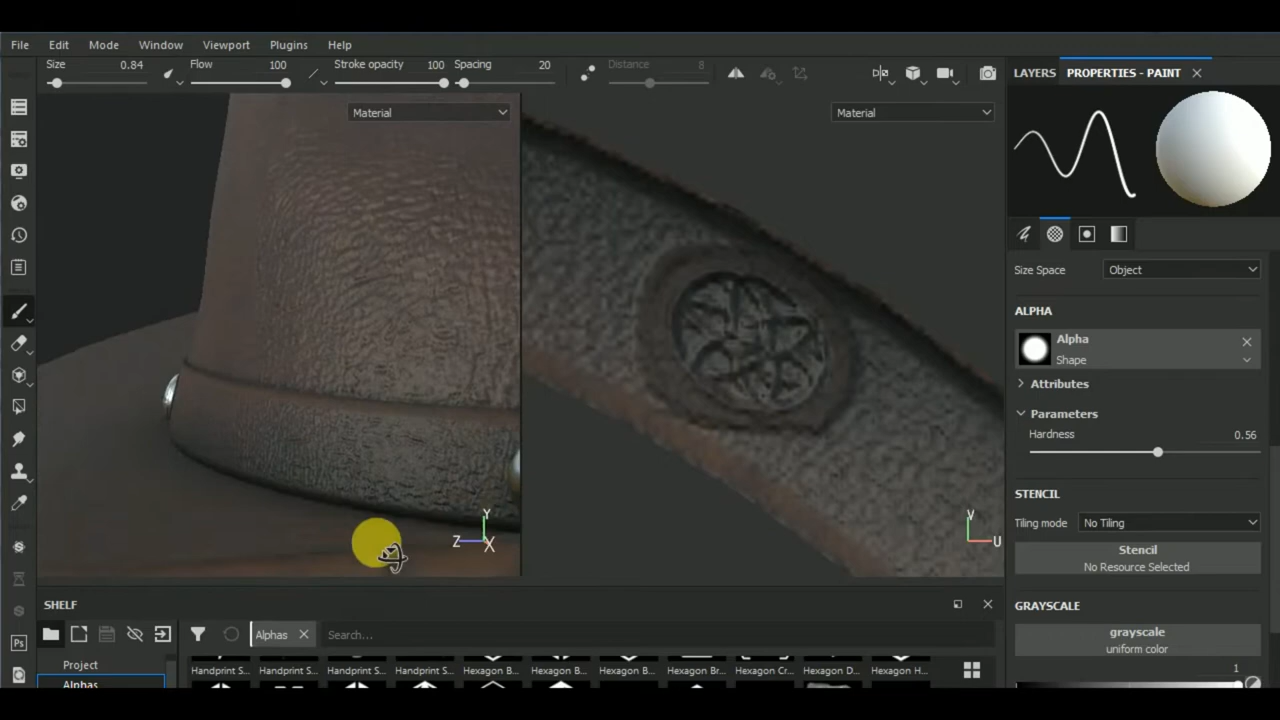 File Edit Mode Window Viewport Plugins Help
Size 0.84 Flow 100 Stroke opacity 100 Spacing 20 Distance 8
LAYERS PROPERTIES - PAINT
Material
Material
Size Space Object
ALPHA
Alpha
Shape
Attributes
Parameters
Hardness 0.56
STENCIL
Tiling mode No Tiling
Stencil
No Resource Selected
GRAYSCALE
grayscale
uniform color
1
Y
Z X
V
U
SHELF
Alphas Search...
Project
Alphas
Handprint S... Handprint S... Handprint S... Handprint S... Hexagon B... Hexagon B... Hexagon B... Hexagon Br... Hexagon Cr... Hexagon D... Hexagon H...
Ps